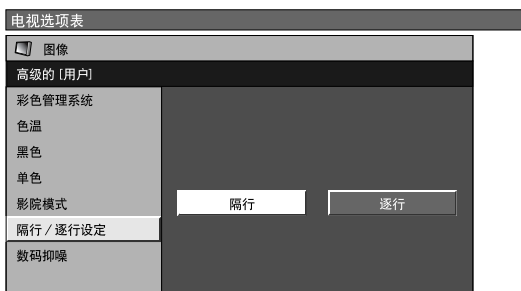 电视选项表
图像
高级的 [用户]
彩色管理系统
色温
黑色
单色
影院模式
隔行 逐行
隔行 / 逐行设定
数码抑噪